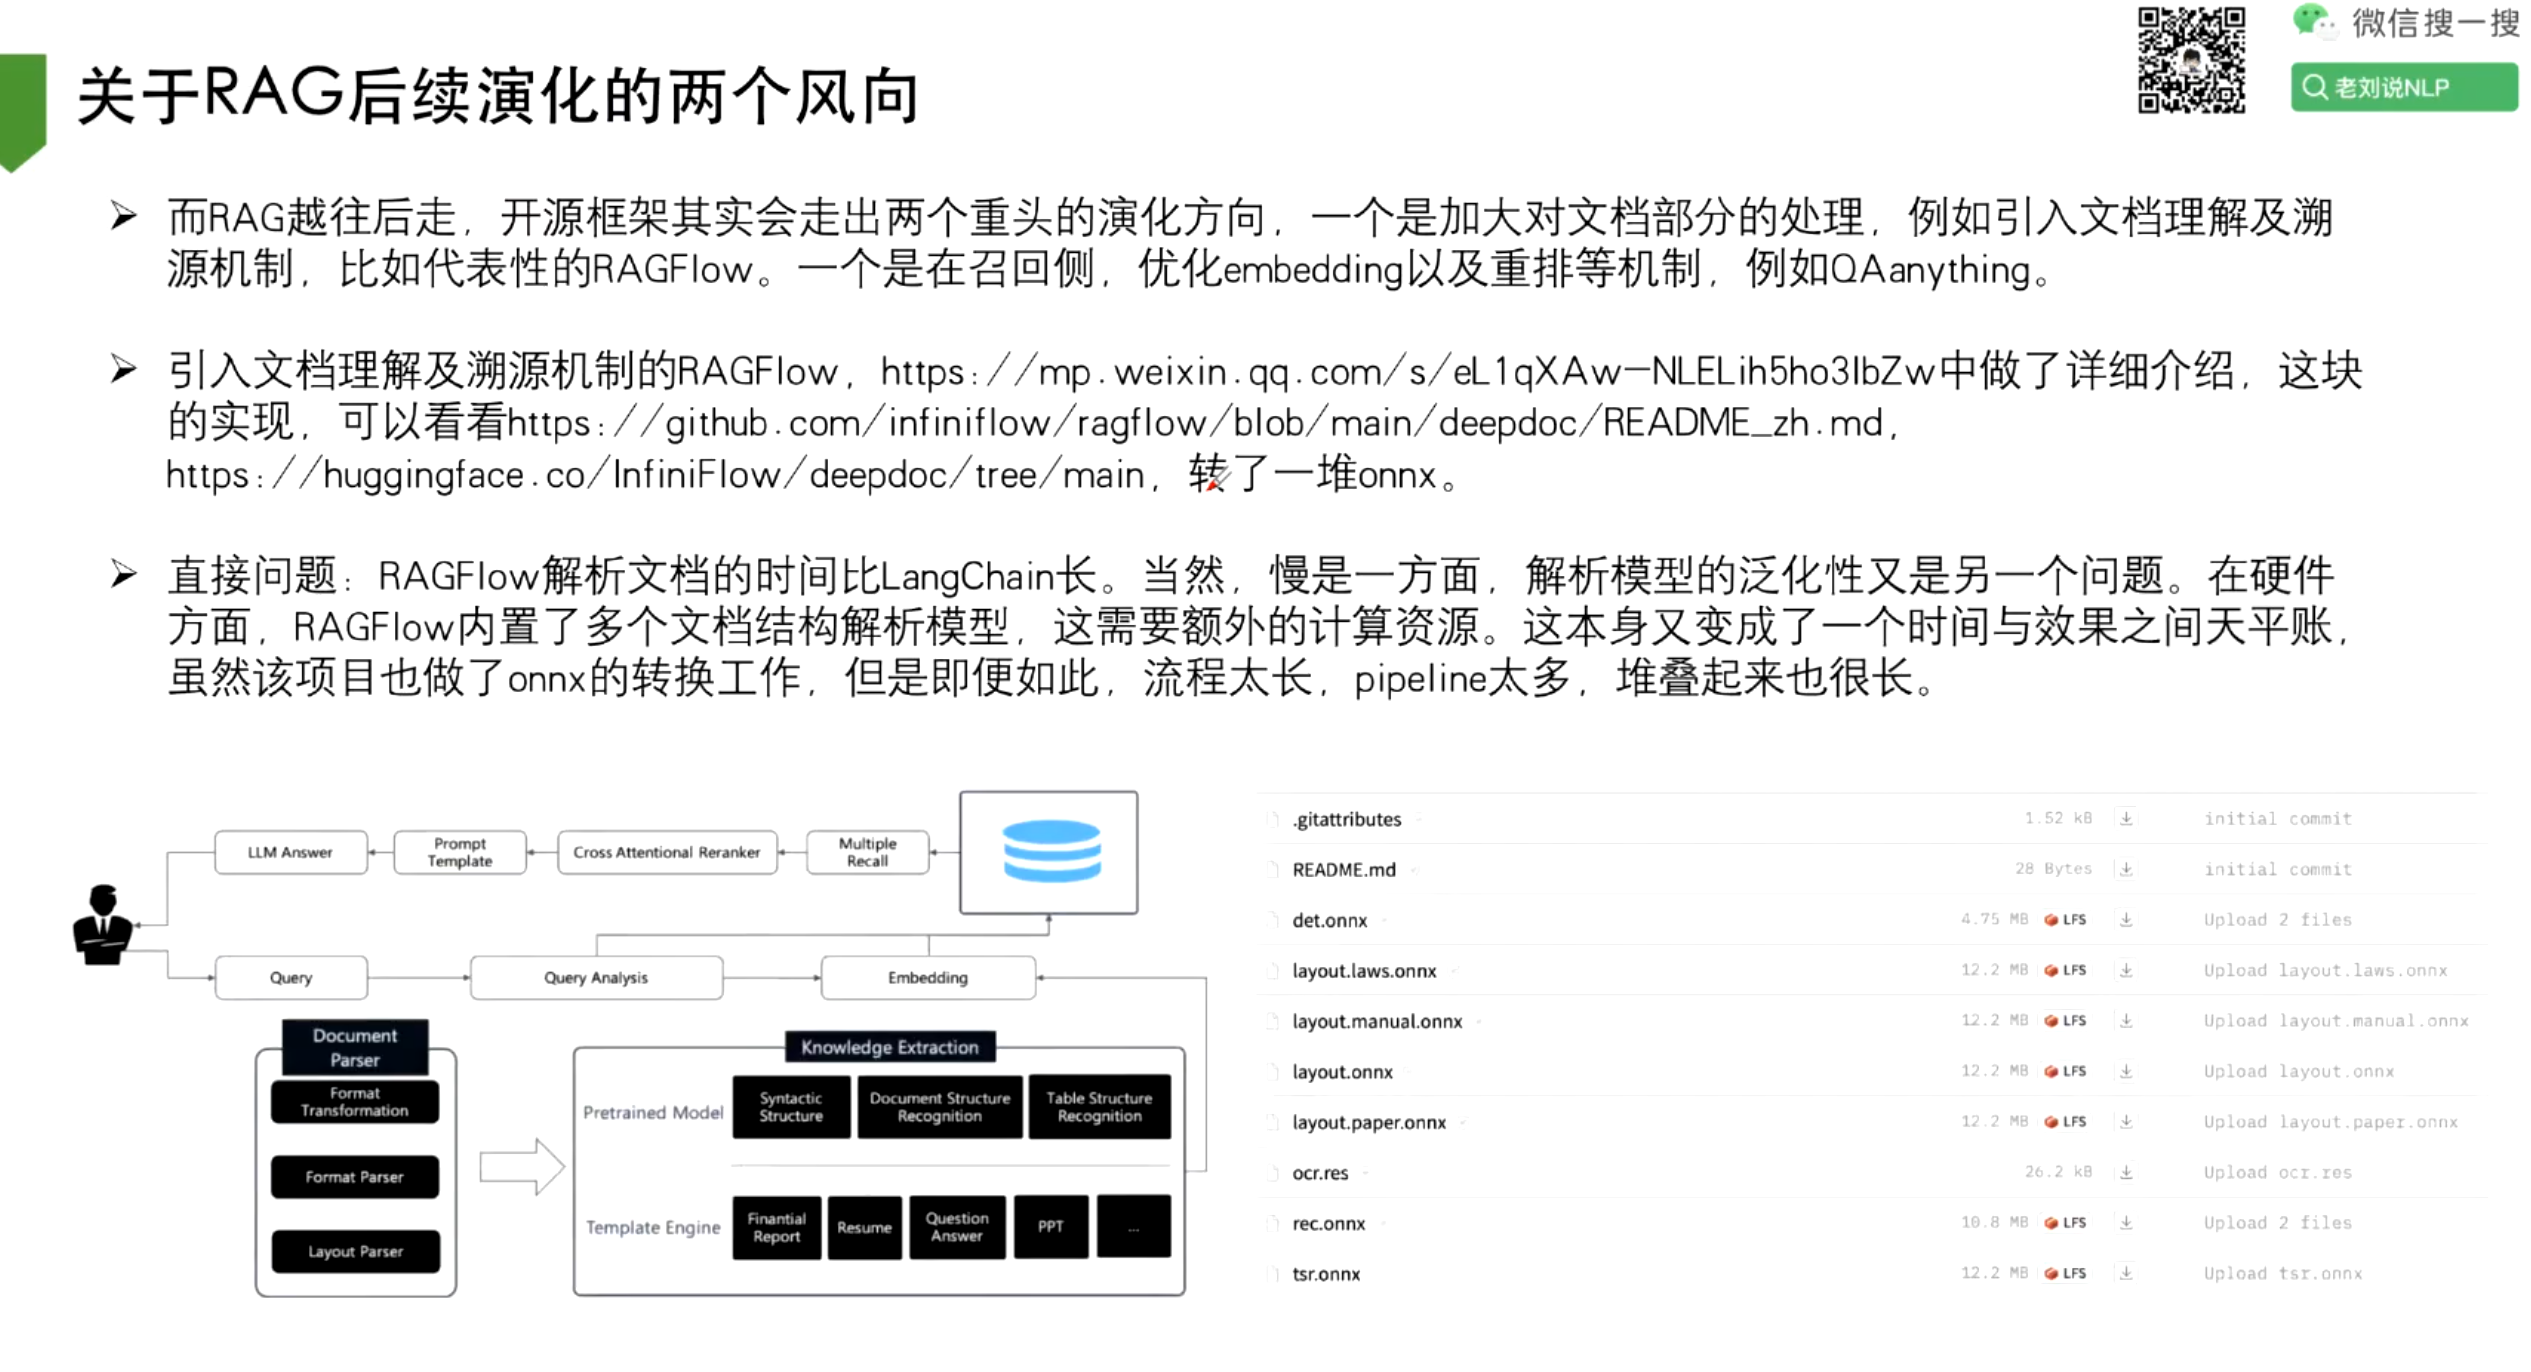 微信搜一搜
老刘说NLP
关于RAG后续演化的两个风向
而RAG越往后走，开源框架其实会走出两个重头的演化方向，一个是加大对文档部分的处理，例如引入文档理解及溯
源机制，比如代表性的RAGFlow。一个是在召回侧，优化embedding以及重排等机制，例如QAanything。
引入文档理解及溯源机制的RAGFlow，https://mp.weixin.qq.com/s/eL1qXAw-NLELih5ho3IbZw中做了详细介绍，这块
的实现，可以看看https://github.com/infiniflow/ragflow/blob/main/deepdoc/README_zh.md，
https://huggingface.co/InfiniFlow/deepdoc/tree/main，转了一堆onnx。
直接问题：RAGFlow解析文档的时间比LangChain长。当然，慢是一方面，解析模型的泛化性又是另一个问题。在硬件
方面，RAGFlow内置了多个文档结构解析模型，这需要额外的计算资源。这本身又变成了一个时间与效果之间天平账，
虽然该项目也做了onnx的转换工作，但是即便如此，流程太长，pipeline太多，堆叠起来也很长。
LLM Answer
Prompt
Template
Cross Attentional Reranker
Multiple
Recall
Query
Query Analysis
Embedding
Document
Parser
Format
Transformation
Format Parser
Layout Parser
Knowledge Extraction
Pretrained Model
Syntactic
Structure
Document Structure
Recognition
Table Structure
Recognition
Template Engine
Finantial
Report
Resume
Question
Answer
PPT
...
.gitattributes 1.52 kB initial commit
README.md 28 Bytes initial commit
det.onnx 4.75 MB LFS Upload 2 files
layout.laws.onnx 12.2 MB LFS Upload layout.laws.onnx
layout.manual.onnx 12.2 MB LFS Upload layout.manual.onnx
layout.onnx 12.2 MB LFS Upload layout.onnx
layout.paper.onnx 12.2 MB LFS Upload layout.paper.onnx
ocr.res 26.2 kB Upload ocr.res
rec.onnx 10.8 MB LFS Upload 2 files
tsr.onnx 12.2 MB LFS Upload tsr.onnx